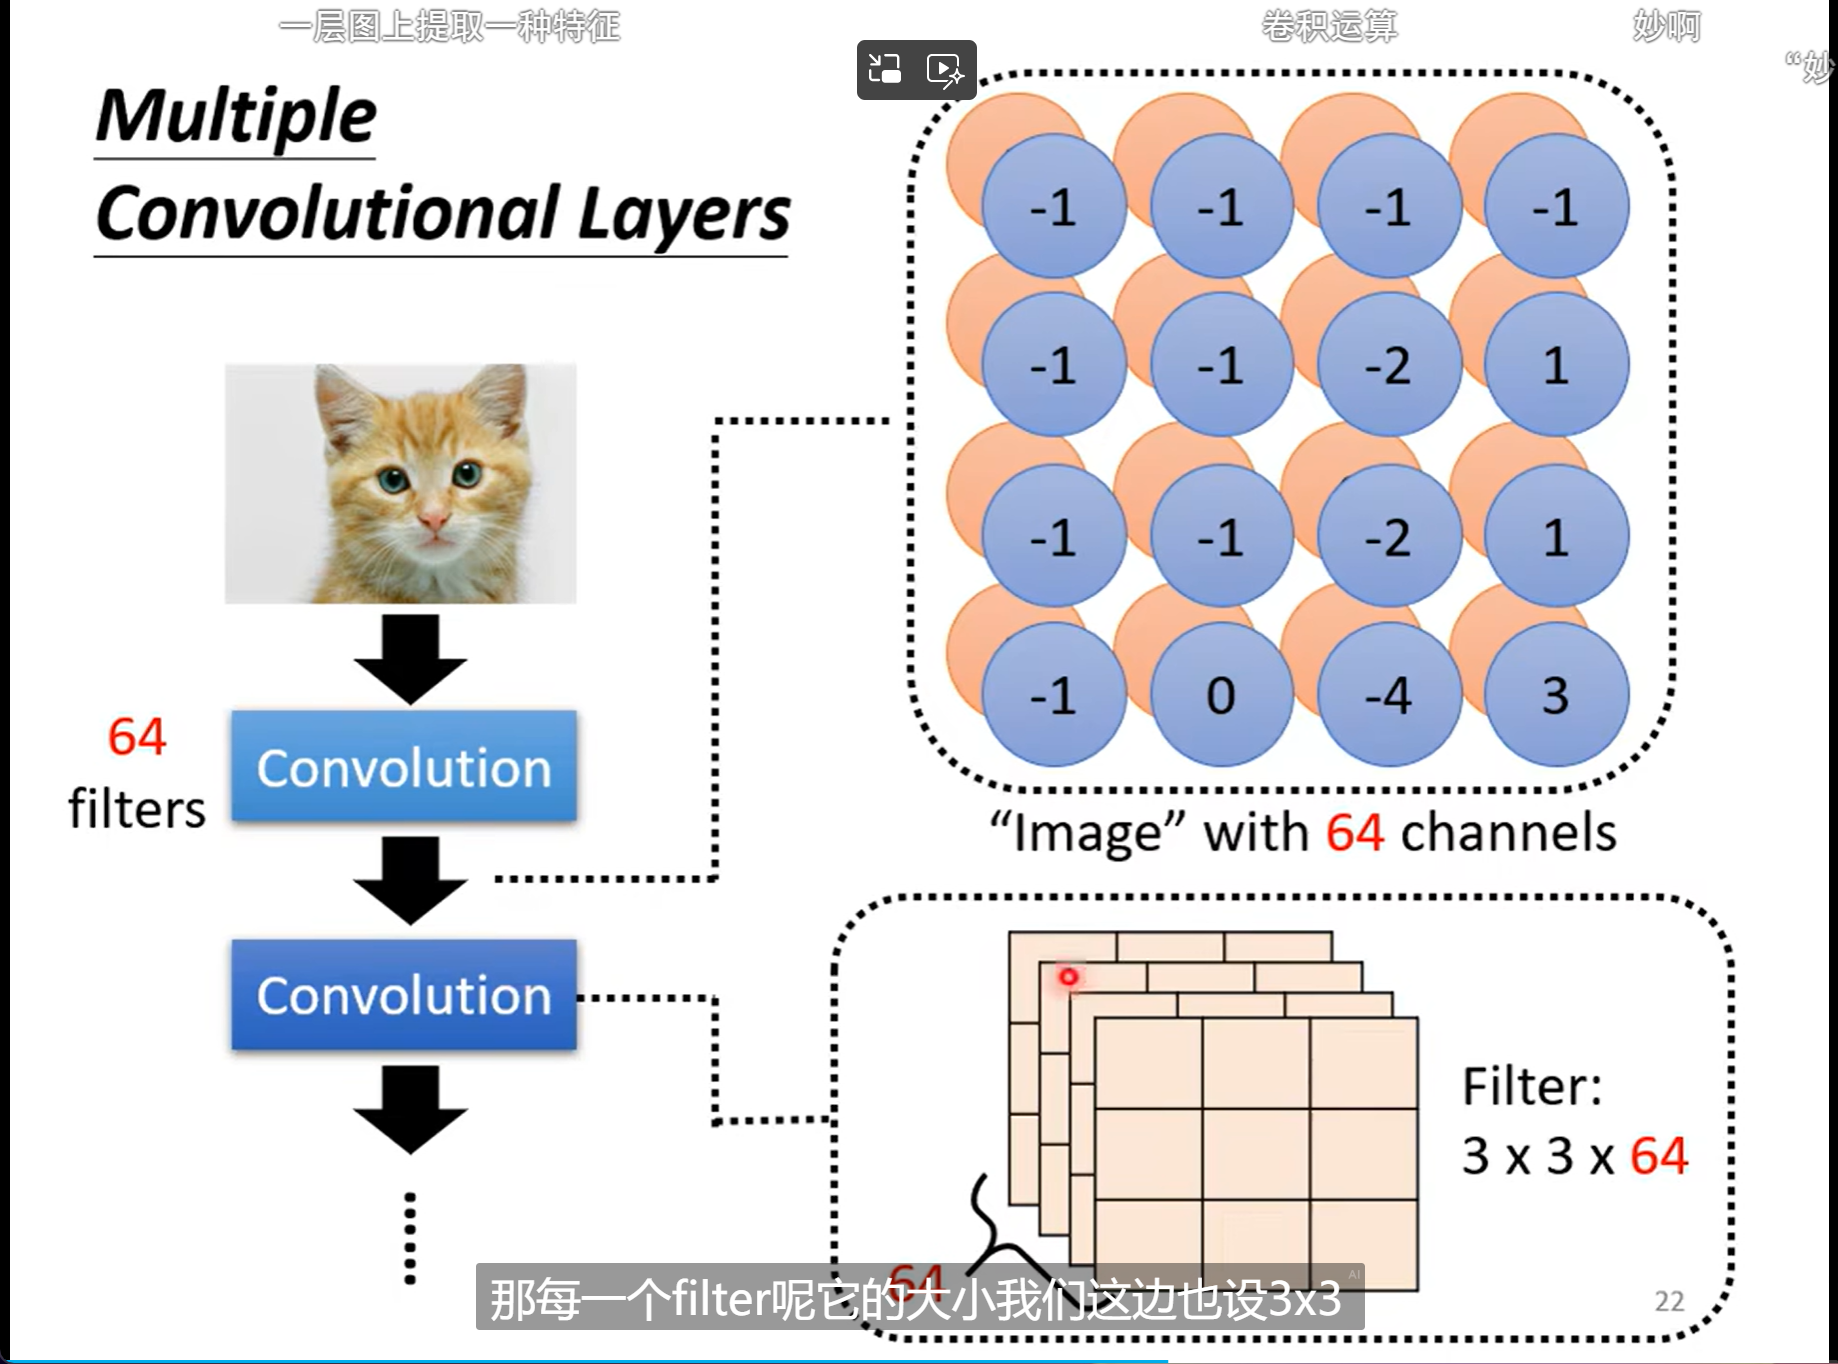 一层图上提取一种特征
卷积运算
妙啊
“妙
Multiple
Convolutional Layers
-1 -1 -1 -1
-1 -1 -2 1
-1 -1 -2 1
-1 0 -4 3
“Image” with 64 channels
64
filters
Convolution
Convolution
Filter:
3 x 3 x 64
64
AI
那每一个filter呢它的大小我们这边也设3x3
22